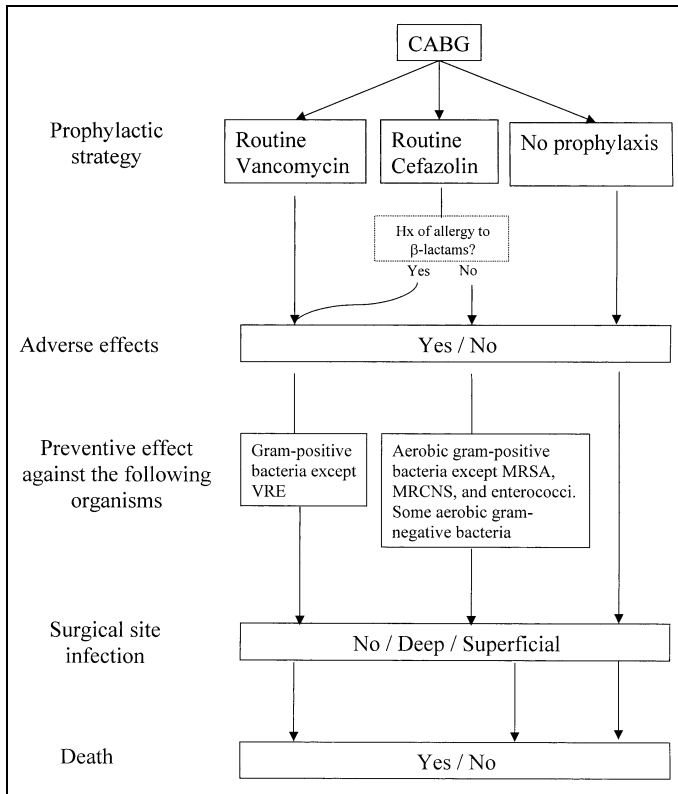 CABG
Prophylactic
strategy
Routine
Vancomycin
Routine
Cefazolin
No prophylaxis
Hx of allergy to
β-lactams?
Yes No
Adverse effects
Yes / No
Preventive effect
against the following
organisms
Gram-positive
bacteria except
VRE
Aerobic gram-positive
bacteria except MRSA,
MRCNS, and enterococci.
Some aerobic gram-
negative bacteria
Surgical site
infection
No / Deep / Superficial
Death
Yes / No